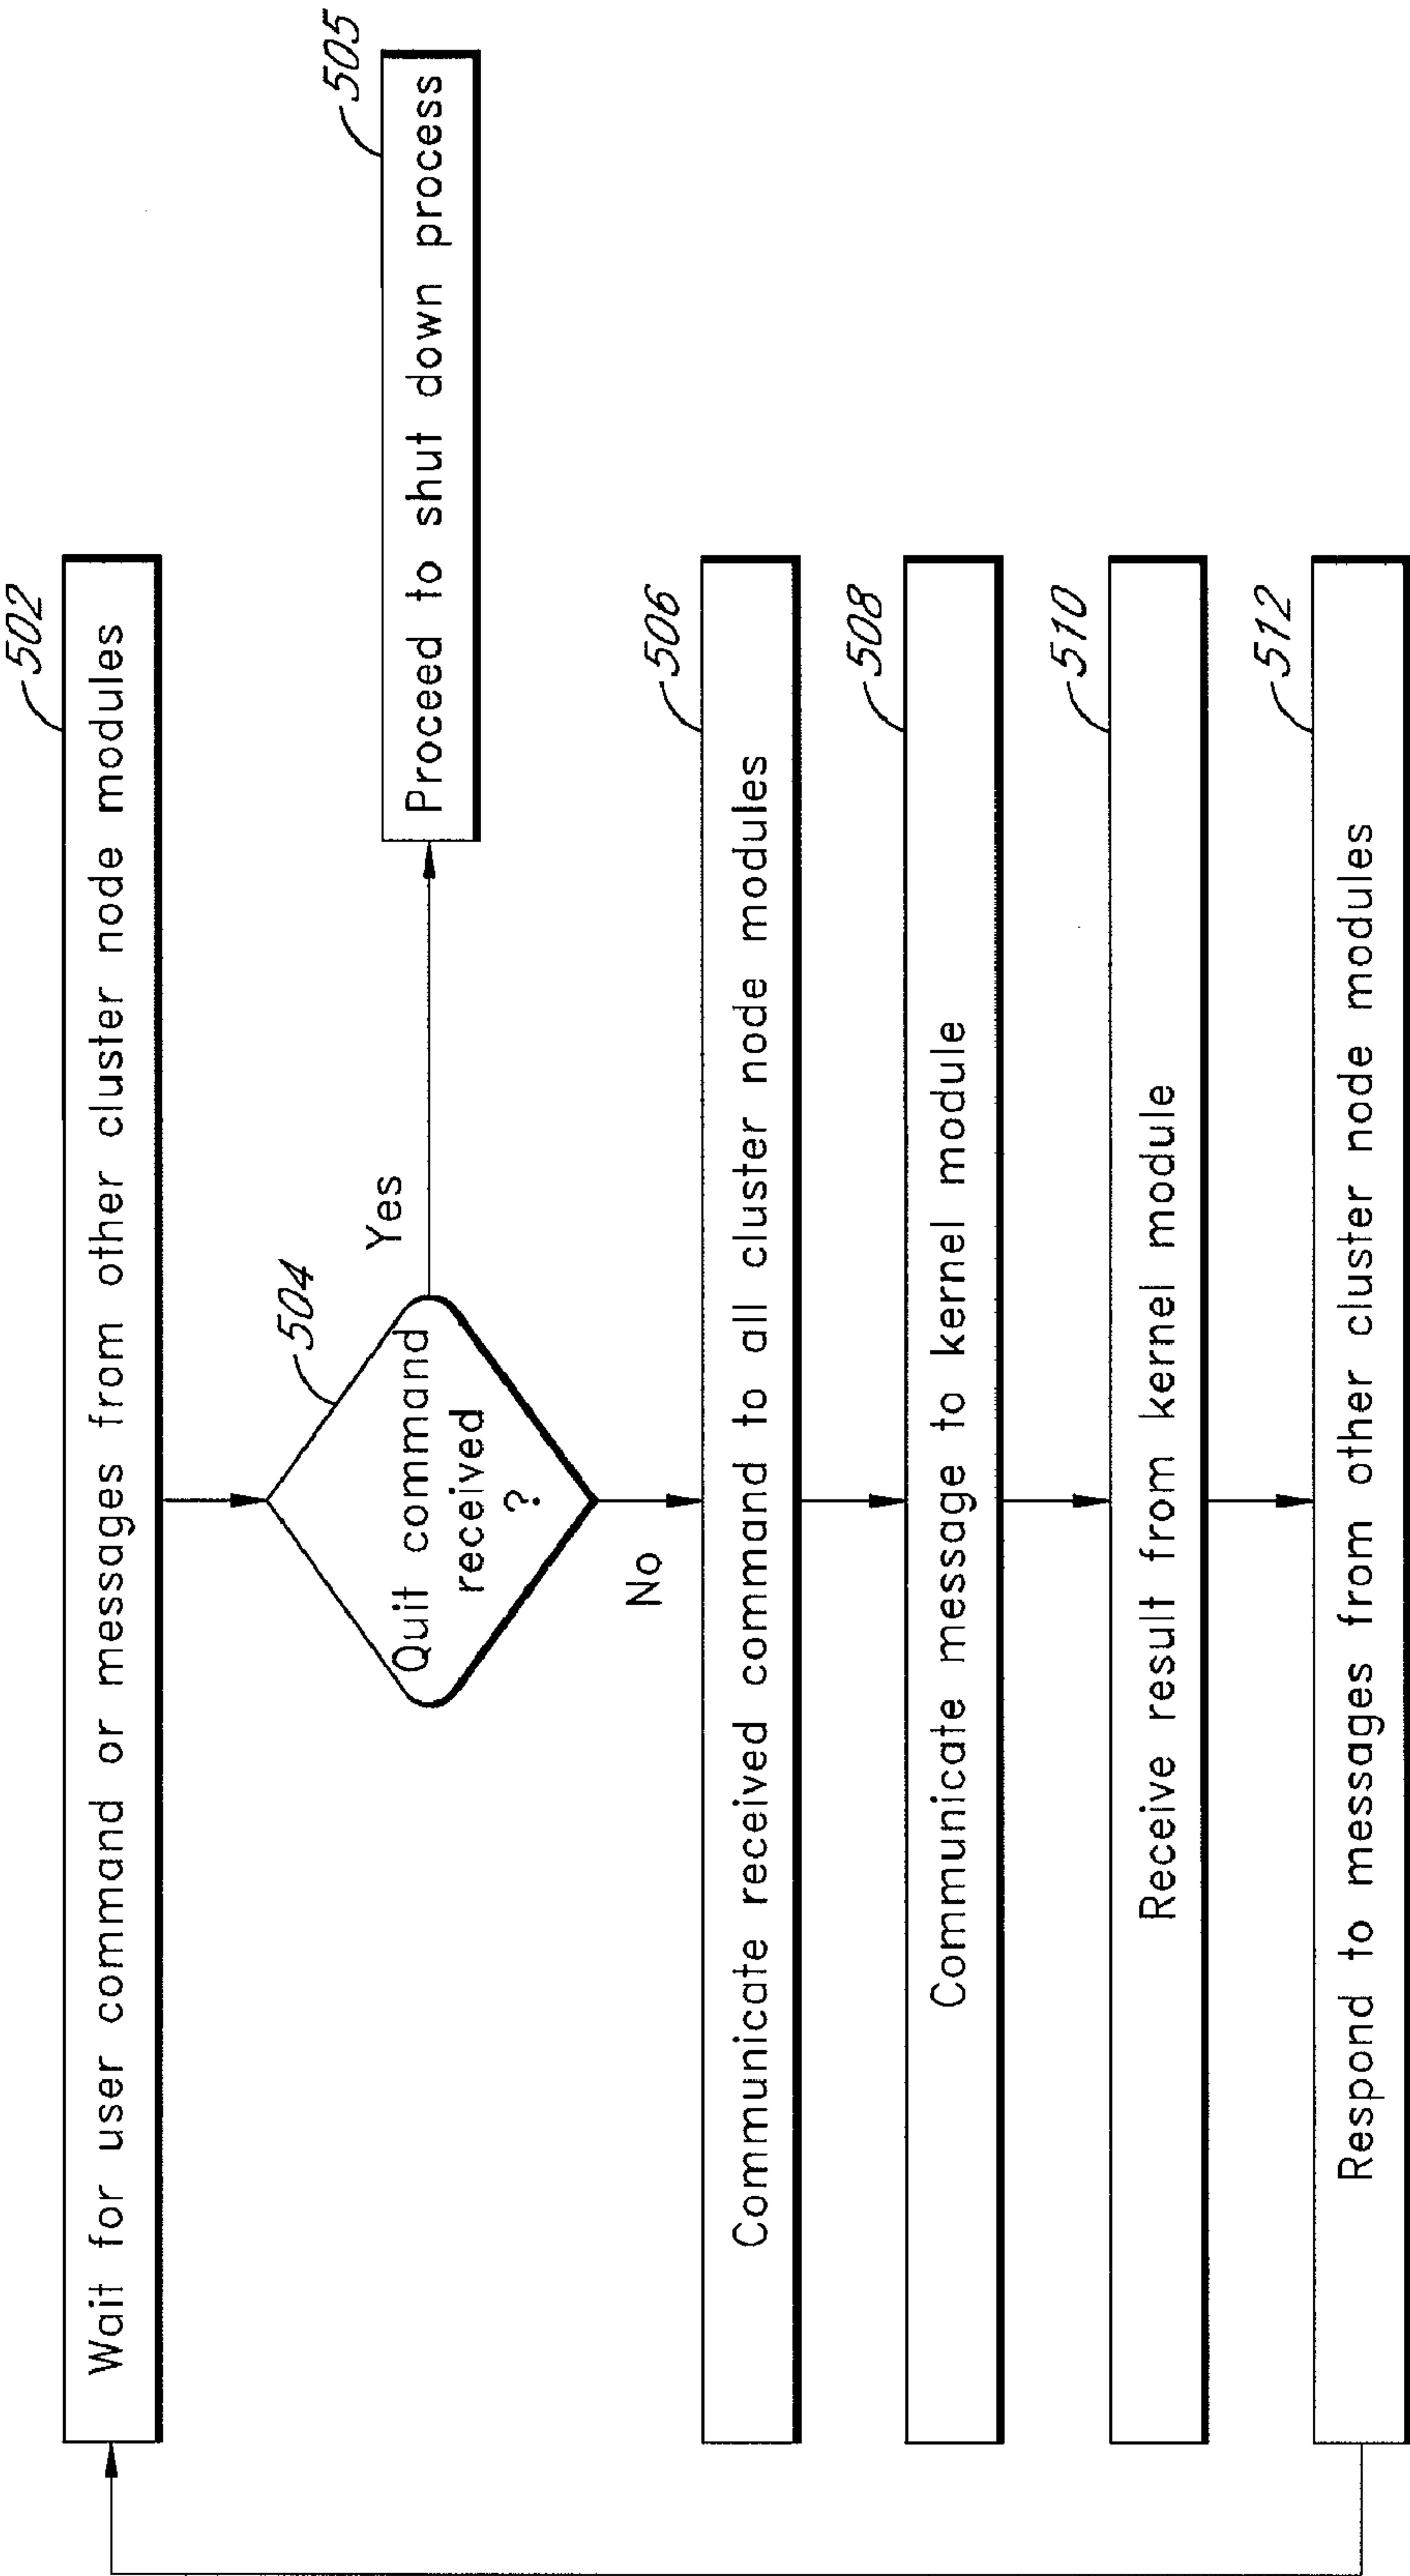 502
Wait for user command or messages from other cluster node modules
504
Quit command
received
?
Yes
505
Proceed to shut down process
No
506
Communicate received command to all cluster node modules
508
Communicate message to kernel module
510
Receive result from kernel module
512
Respond to messages from other cluster node modules